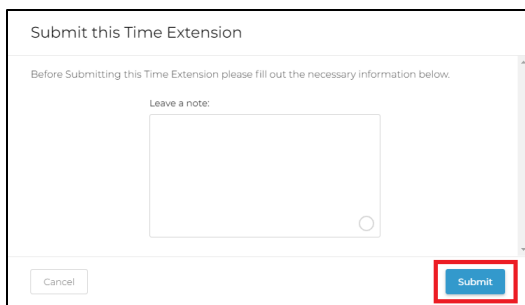 Submit this Time Extension
Before Submitting this Time Extension please fill out the necessary information below.
Leave a note:
Cancel
Submit